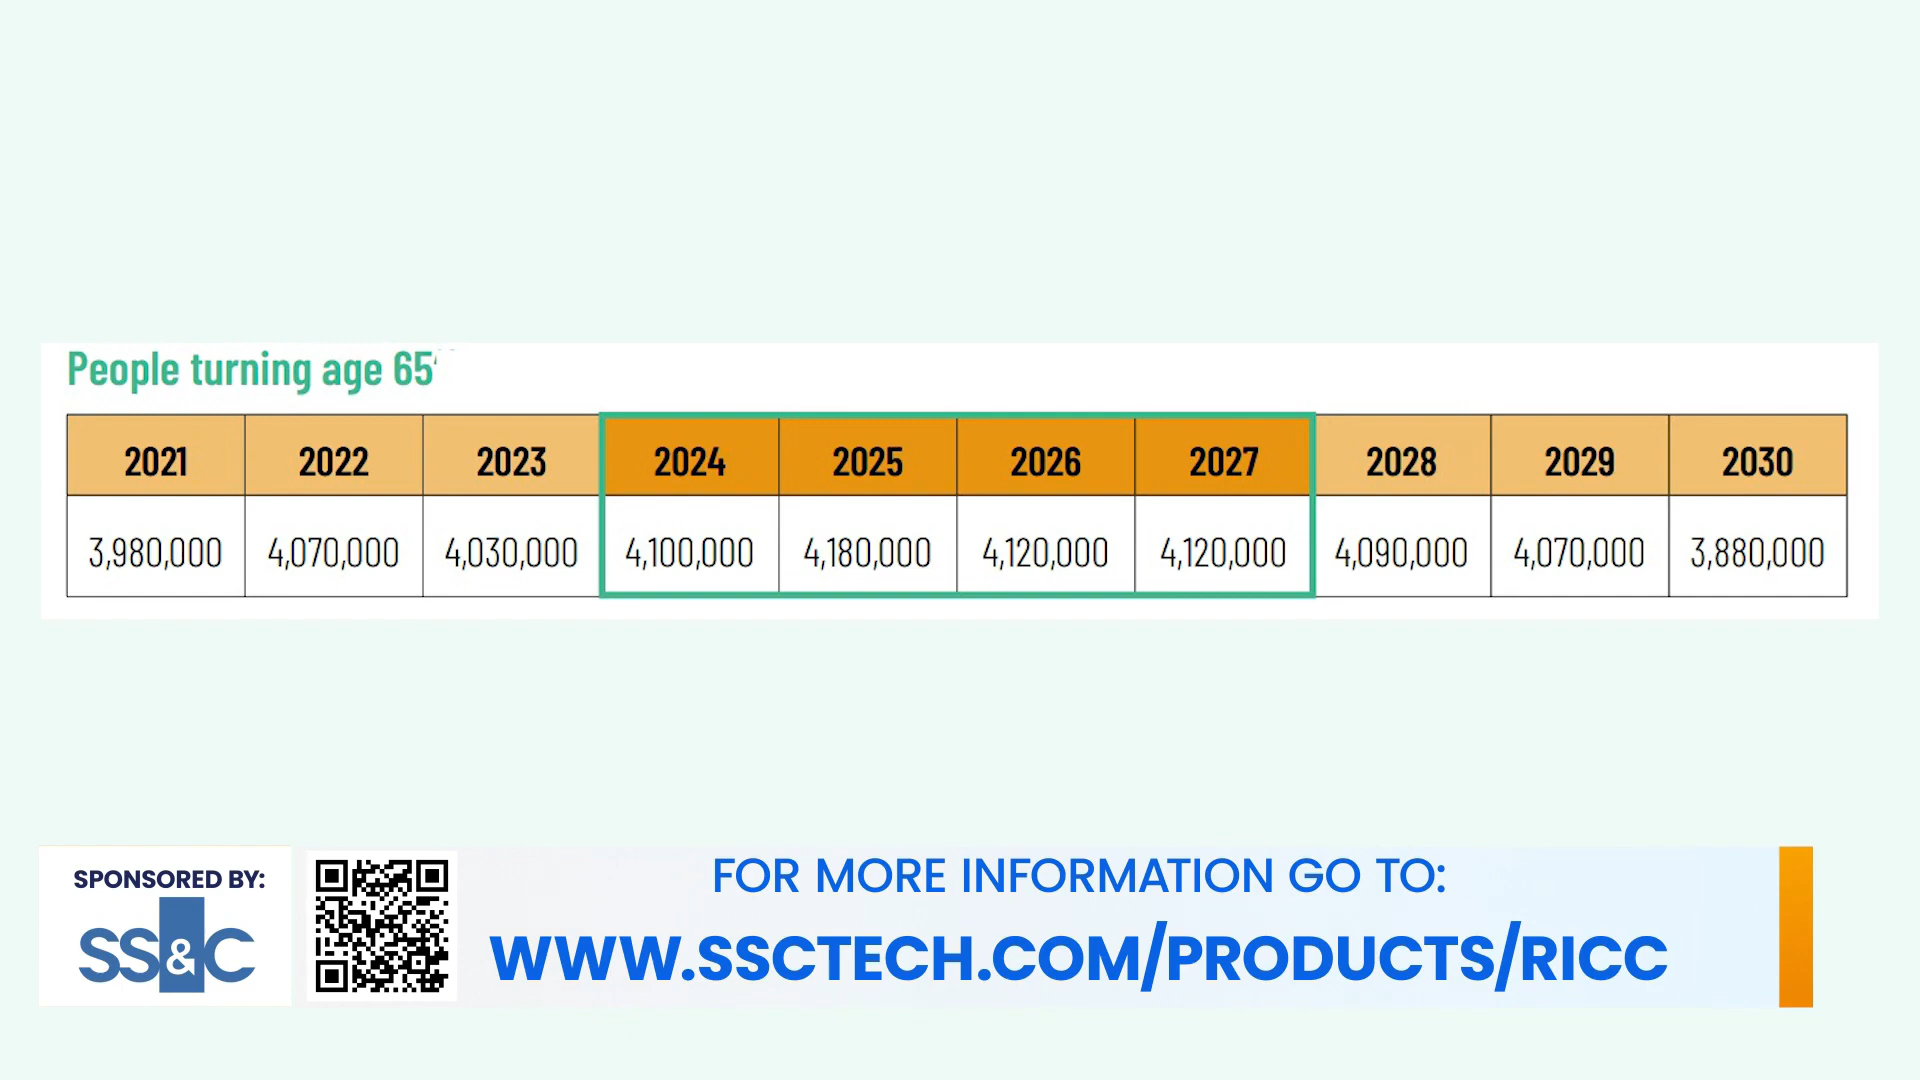 People turning age 65
2021 2022 2023 2024 2025 2026 2027 2028 2029 2030
3,980,000 4,070,000 4,030,000 4,100,000 4,180,000 4,120,000 4,120,000 4,090,000 4,070,000 3,880,000
SPONSORED BY:
SS&C
FOR MORE INFORMATION GO TO:
WWW.SSCTECH.COM/PRODUCTS/RICC